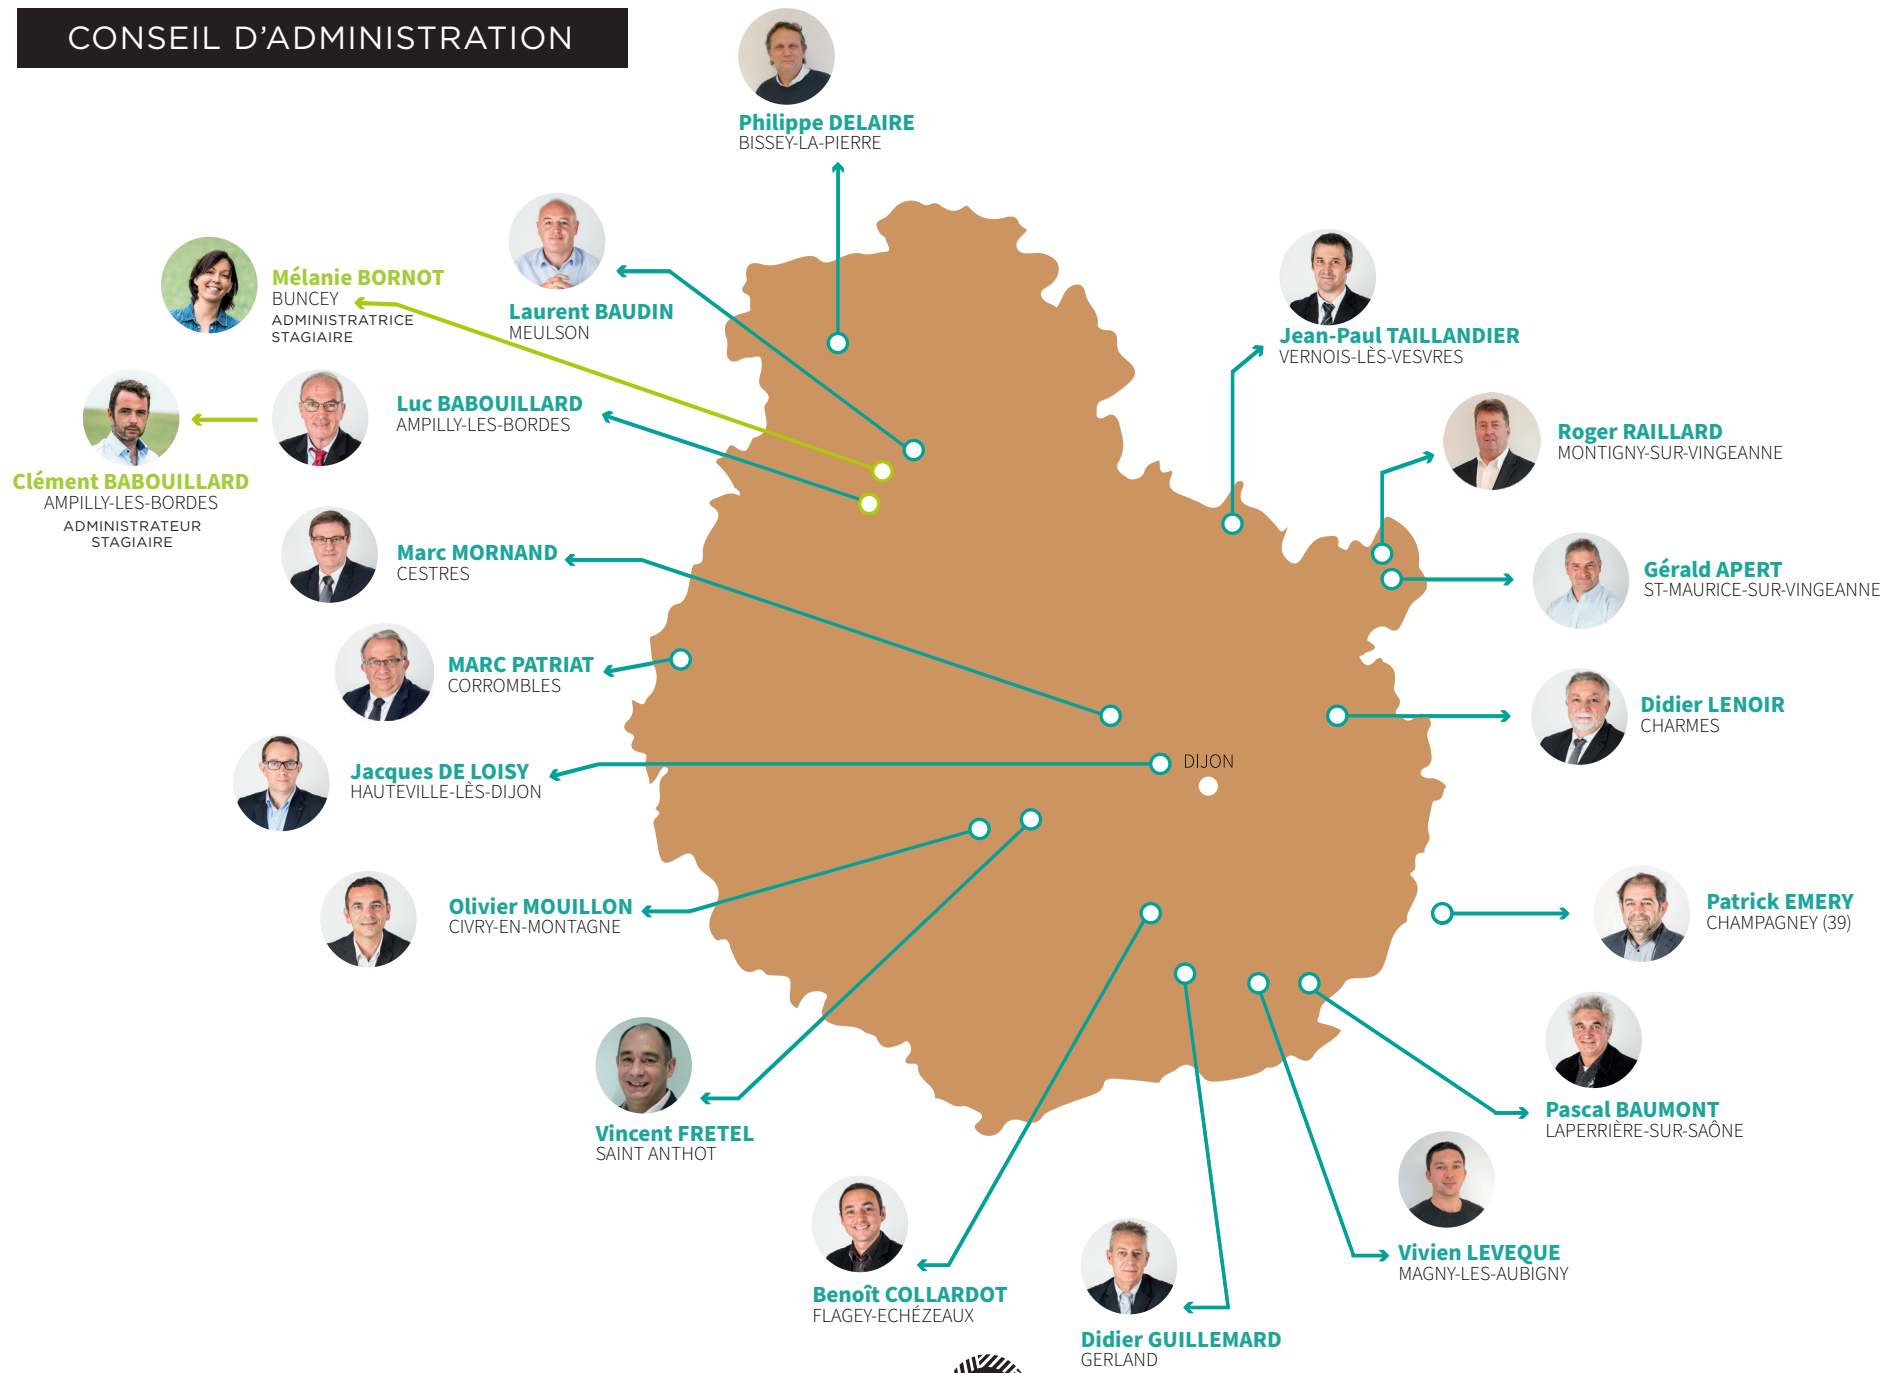 CONSEIL D'ADMINISTRATION
Philippe DELAIRE
BISSEY-LA-PIERRE
Mélanie BORNOT
BUNCEY
ADMINISTRATRICE
STAGIAIRE
Laurent BAUDIN
MEULSON
Jean-Paul TAILLANDIER
VERNOIS-LÈS-VESVRES
Luc BABOUILLARD
AMPILLY-LES-BORDES
Roger RAILLARD
MONTIGNY-SUR-VINGEANNE
Clément BABOUILLARD
AMPILLY-LES-BORDES
ADMINISTRATEUR
STAGIAIRE
Marc MORNAND
CESTRES
Gérald APERT
ST-MAURICE-SUR-VINGEANNE
MARC PATRIAT
CORROMBLES
Didier LENOIR
CHARMES
Jacques DE LOISY
HAUTEVILLE-LÈS-DIJON
DIJON
Olivier MOUILLON
CIVRY-EN-MONTAGNE
Patrick EMERY
CHAMPAGNEY (39)
Vincent FRETEL
SAINT ANTHOT
Pascal BAUMONT
LAPERRIÈRE-SUR-SAÔNE
Vivien LEVEQUE
MAGNY-LES-AUBIGNY
Benoît COLLARDOT
FLAGEY-ECHÉZEAUX
Didier GUILLEMARD
GERLAND